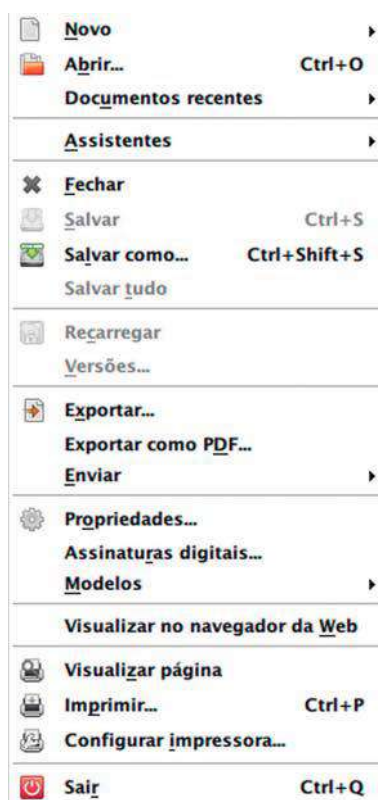 Novo
Abrir... Ctrl+O
Documentos recentes
Assistentes
Fechar
Salvar Ctrl+S
Salvar como... Ctrl+Shift+S
Salvar tudo
Recarregar
Versões...
Exportar...
Exportar como PDF...
Enviar
Propriedades...
Assinaturas digitais...
Modelos
Visualizar no navegador da Web
Visualizar página
Imprimir... Ctrl+P
Configurar impressora...
Sair Ctrl+Q